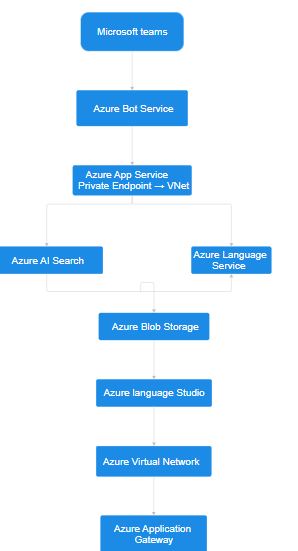 Microsoft teams
Azure Bot Service
Azure App Service
Private Endpoint → VNet
Azure AI Search
Azure Language
Service
Azure Blob Storage
Azure language Studio
Azure Virtual Network
Azure Application
Gateway